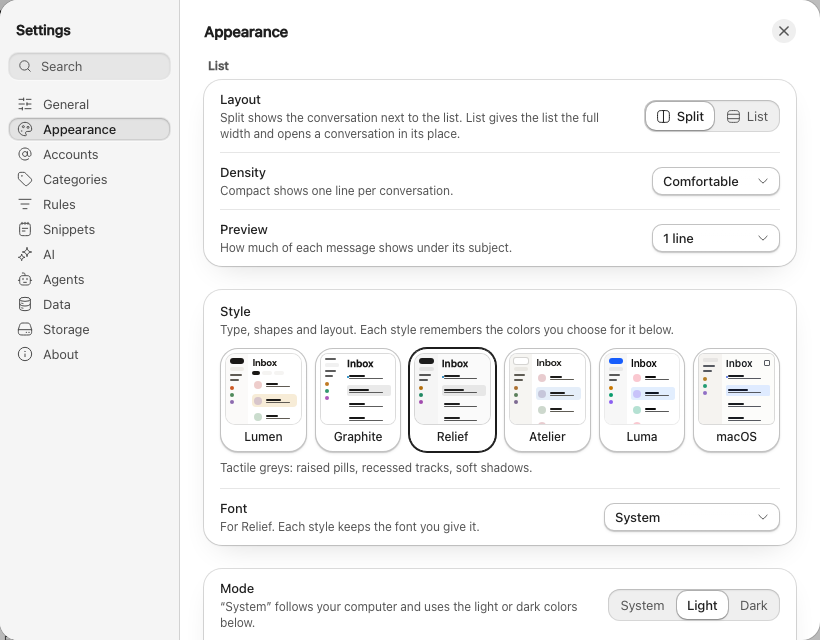 Settings
Search
General
Appearance
Accounts
Categories
Rules
Snippets
AI
Agents
Data
Storage
About
Appearance
List
Layout
Split shows the conversation next to the list. List gives the list the full
width and opens a conversation in its place.
Split
List
Density
Compact shows one line per conversation.
Comfortable
Preview
How much of each message shows under its subject.
1 line
Style
Type, shapes and layout. Each style remembers the colors you choose for it below.
Inbox
Inbox
Inbox
Inbox
Inbox
Inbox
Lumen
Graphite
Relief
Atelier
Luma
macOS
Tactile greys: raised pills, recessed tracks, soft shadows.
Font
For Relief. Each style keeps the font you give it.
System
Mode
“System” follows your computer and uses the light or dark colors
below.
System
Light
Dark